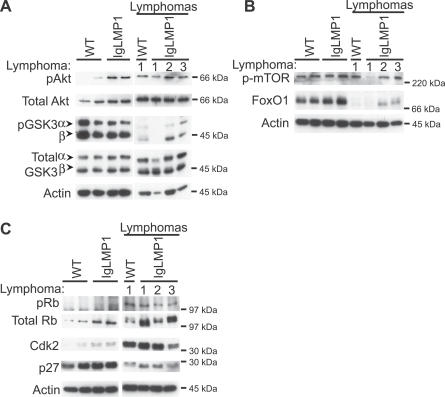 A
Lymphomas
WT IgLMP1 WT IgLMP1
Lymphoma: 1 1 2 3
pAkt 66 kDa
Total Akt 66 kDa
pGSK3α
β 45 kDa
Totalα
GSK3β 45 kDa
Actin 45 kDa
B
Lymphomas
WT IgLMP1 WT IgLMP1
Lymphoma: 1 1 2 3
p-mTOR 220 kDa
FoxO1 66 kDa
Actin 45 kDa
C
Lymphomas
WT IgLMP1 WT IgLMP1
Lymphoma: 1 1 2 3
pRb 97 kDa
Total Rb 97 kDa
Cdk2 30 kDa
p27 30 kDa
Actin 45 kDa